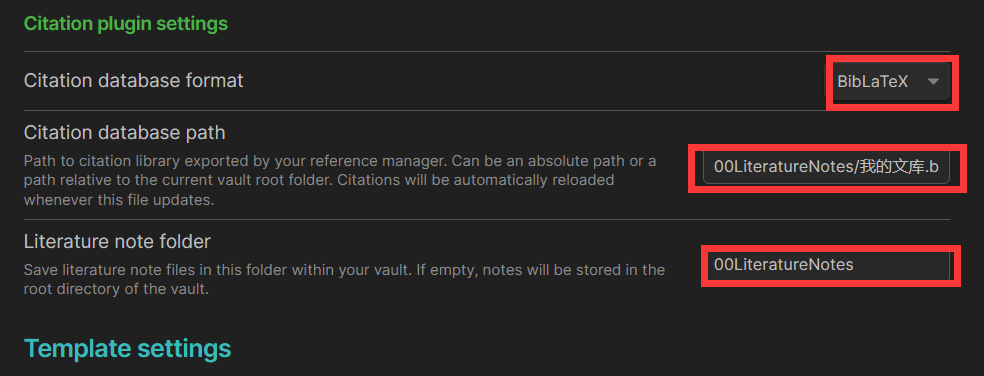 Citation plugin settings
Citation database format
BibLaTeX
Citation database path
Path to citation library exported by your reference manager. Can be an absolute path or a
path relative to the current vault root folder. Citations will be automatically reloaded
whenever this file updates.
00LiteratureNotes/我的文库.b
Literature note folder
Save literature note files in this folder within your vault. If empty, notes will be stored in the
root directory of the vault.
00LiteratureNotes
Template settings